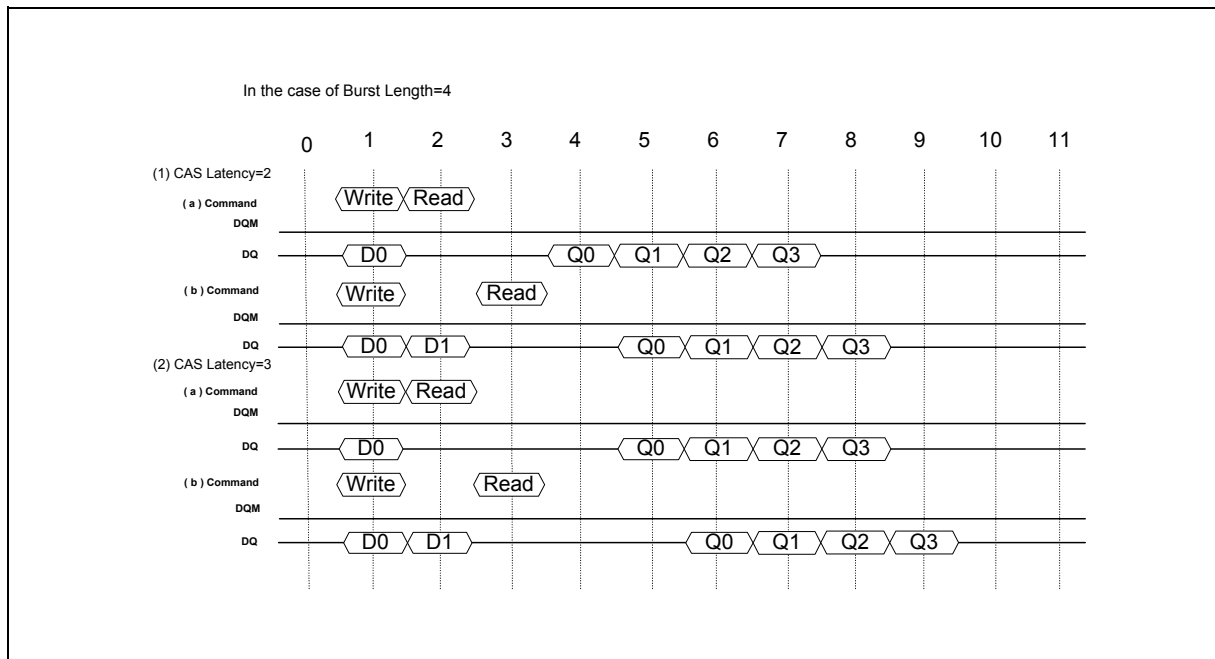 In the case of Burst Length=4
0 1 2 3 4 5 6 7 8 9 10 11
(1) CAS Latency=2
( a ) Command Write Read
DQM
DQ D0 Q0 Q1 Q2 Q3
( b ) Command Write Read
DQM
DQ D0 D1 Q0 Q1 Q2 Q3
(2) CAS Latency=3
( a ) Command Write Read
DQM
DQ D0 Q0 Q1 Q2 Q3
( b ) Command Write Read
DQM
DQ D0 D1 Q0 Q1 Q2 Q3